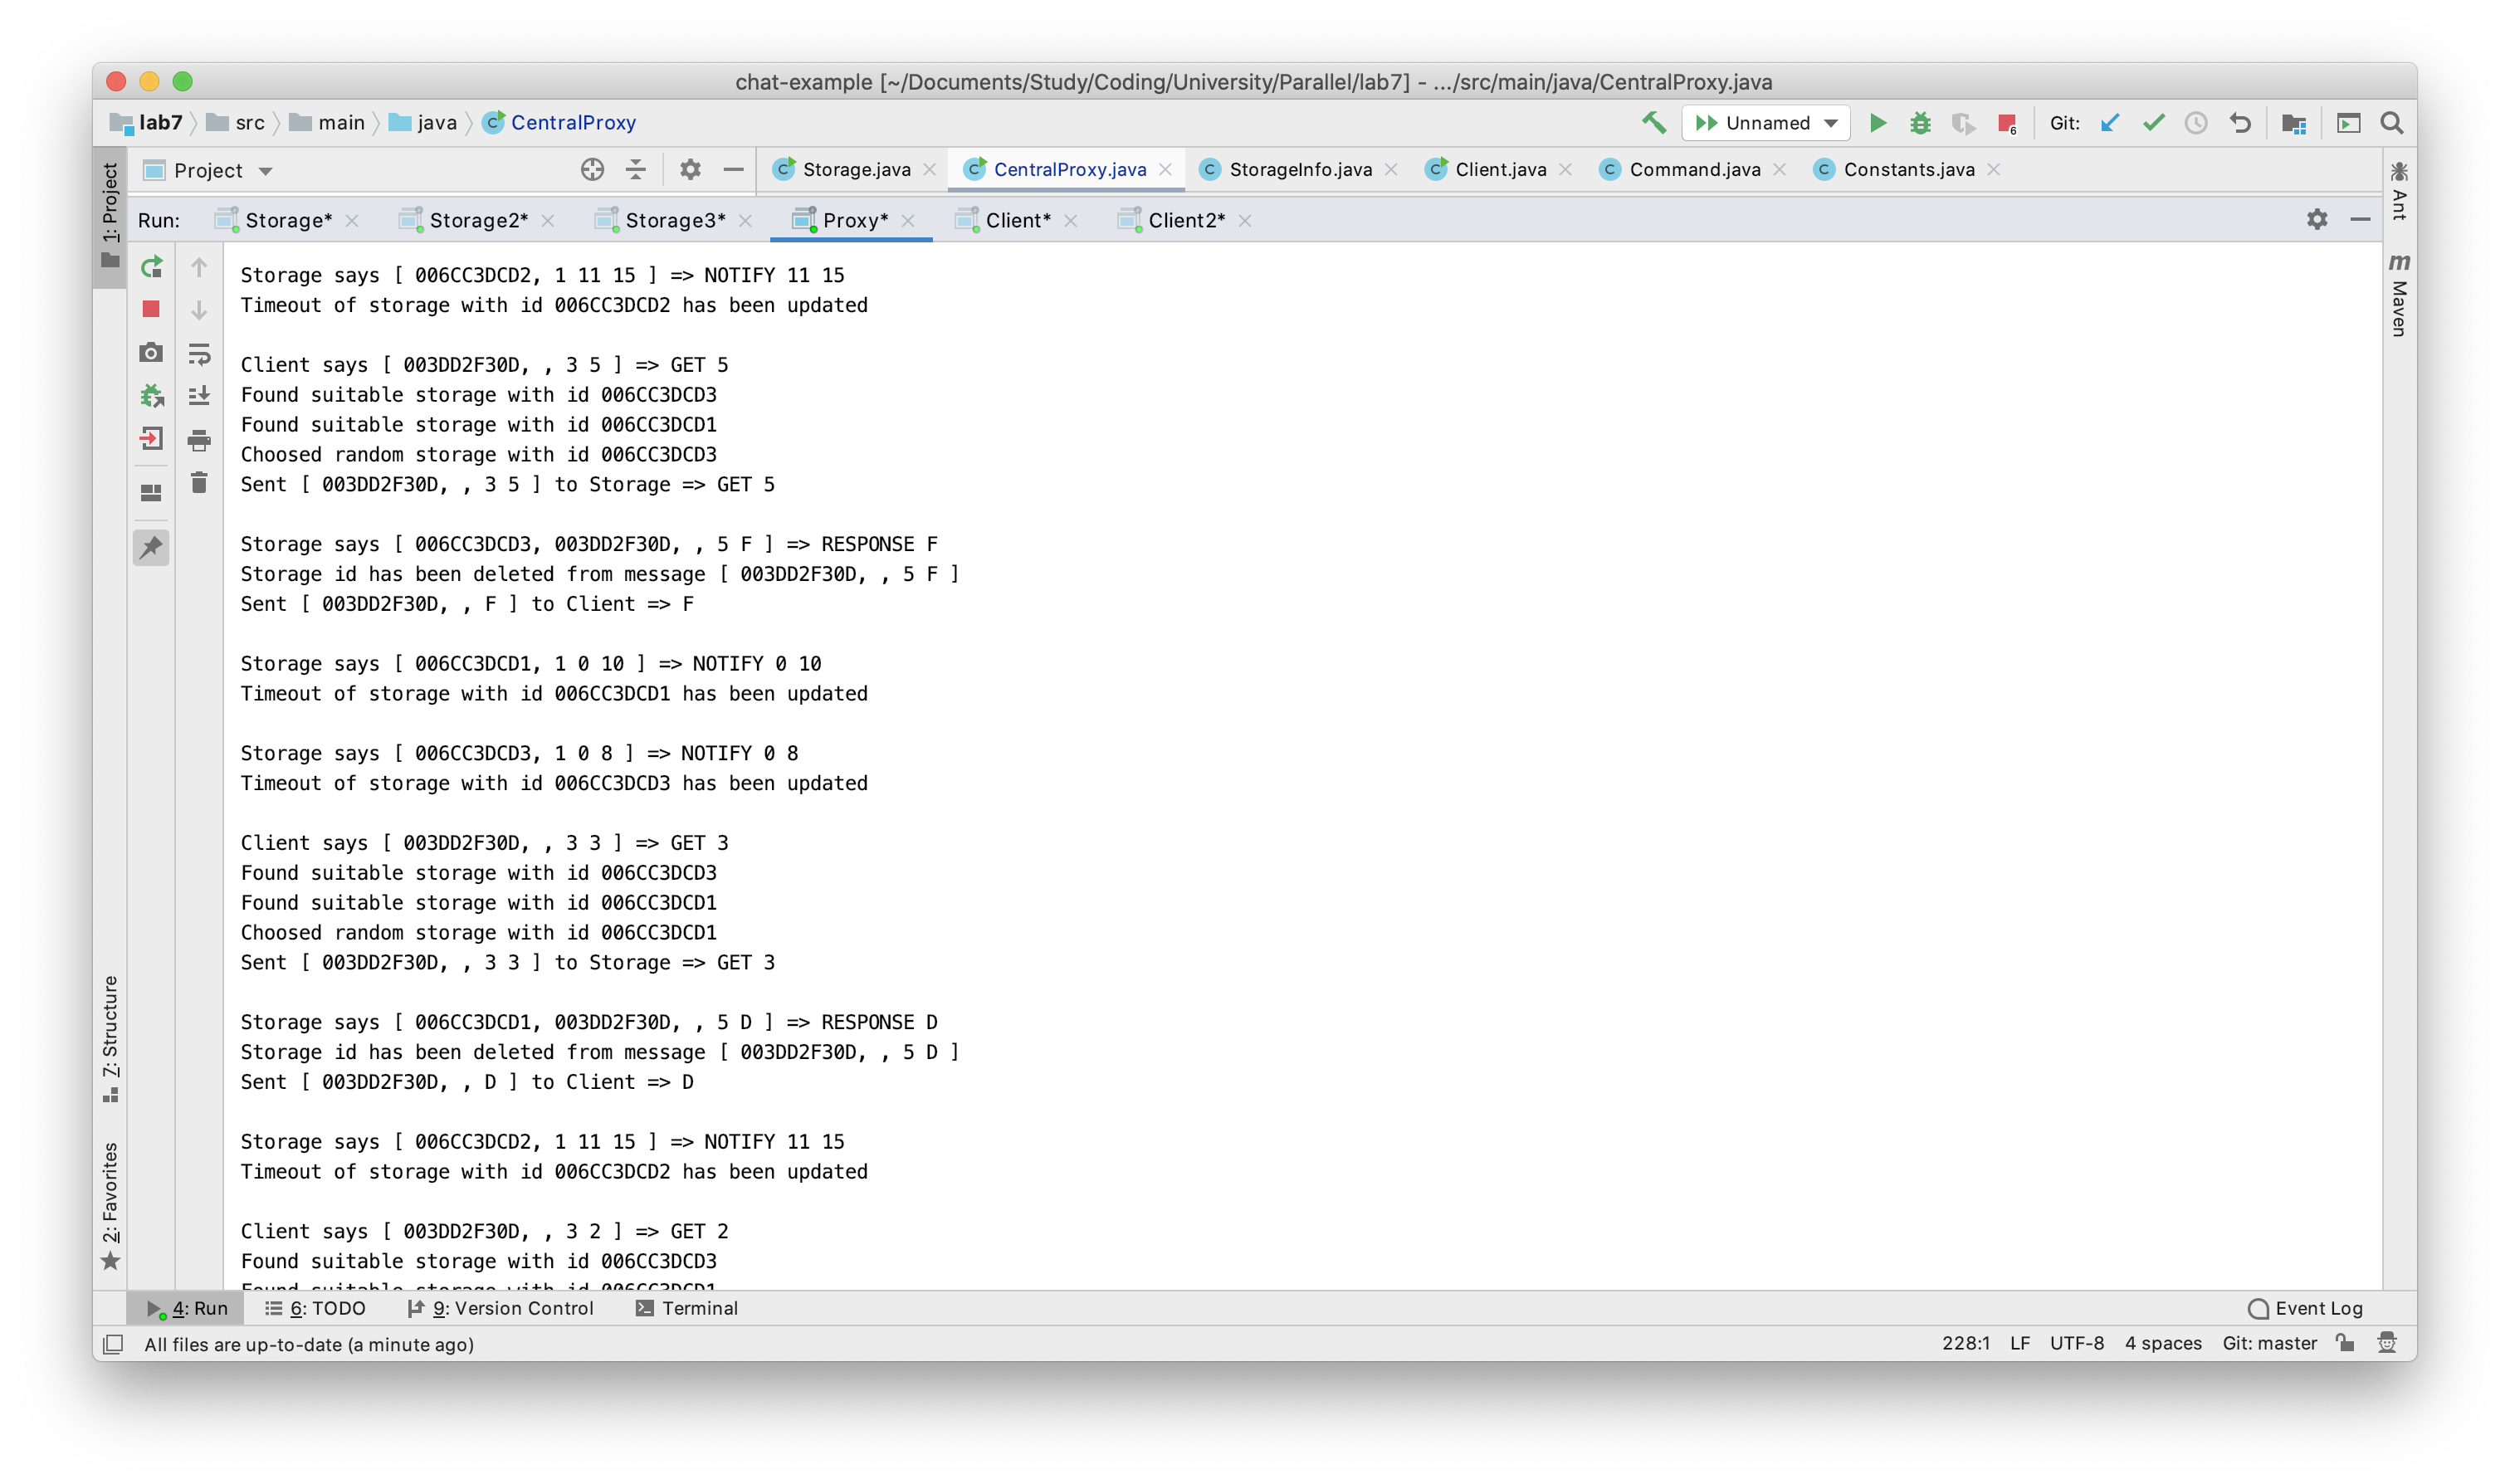 chat-example [~/Documents/Study/Coding/University/Parallel/lab7] - .../src/main/java/CentralProxy.java
lab7 src main java CentralProxy Unnamed 6 Git:
1: Project
Project Storage.java CentralProxy.java StorageInfo.java Client.java Command.java Constants.java
Ant
Maven
Run: Storage* Storage2* Storage3* Proxy* Client* Client2*
Storage says [ 006CC3DCD2, 1 11 15 ] => NOTIFY 11 15
Timeout of storage with id 006CC3DCD2 has been updated
Client says [ 003DD2F30D, , 3 5 ] => GET 5
Found suitable storage with id 006CC3DCD3
Found suitable storage with id 006CC3DCD1
Choosed random storage with id 006CC3DCD3
Sent [ 003DD2F30D, , 3 5 ] to Storage => GET 5
Storage says [ 006CC3DCD3, 003DD2F30D, , 5 F ] => RESPONSE F
Storage id has been deleted from message [ 003DD2F30D, , 5 F ]
Sent [ 003DD2F30D, , F ] to Client => F
Storage says [ 006CC3DCD1, 1 0 10 ] => NOTIFY 0 10
Timeout of storage with id 006CC3DCD1 has been updated
Storage says [ 006CC3DCD3, 1 0 8 ] => NOTIFY 0 8
Timeout of storage with id 006CC3DCD3 has been updated
Client says [ 003DD2F30D, , 3 3 ] => GET 3
Found suitable storage with id 006CC3DCD3
Found suitable storage with id 006CC3DCD1
Choosed random storage with id 006CC3DCD1
Sent [ 003DD2F30D, , 3 3 ] to Storage => GET 3
Storage says [ 006CC3DCD1, 003DD2F30D, , 5 D ] => RESPONSE D
Storage id has been deleted from message [ 003DD2F30D, , 5 D ]
Sent [ 003DD2F30D, , D ] to Client => D
Storage says [ 006CC3DCD2, 1 11 15 ] => NOTIFY 11 15
Timeout of storage with id 006CC3DCD2 has been updated
Client says [ 003DD2F30D, , 3 2 ] => GET 2
Found suitable storage with id 006CC3DCD3
Found suitable storage with id 006CC3DCD1
7: Structure
2: Favorites
4: Run 6: TODO 9: Version Control Terminal Event Log
All files are up-to-date (a minute ago) 228:1 LF UTF-8 4 spaces Git: master